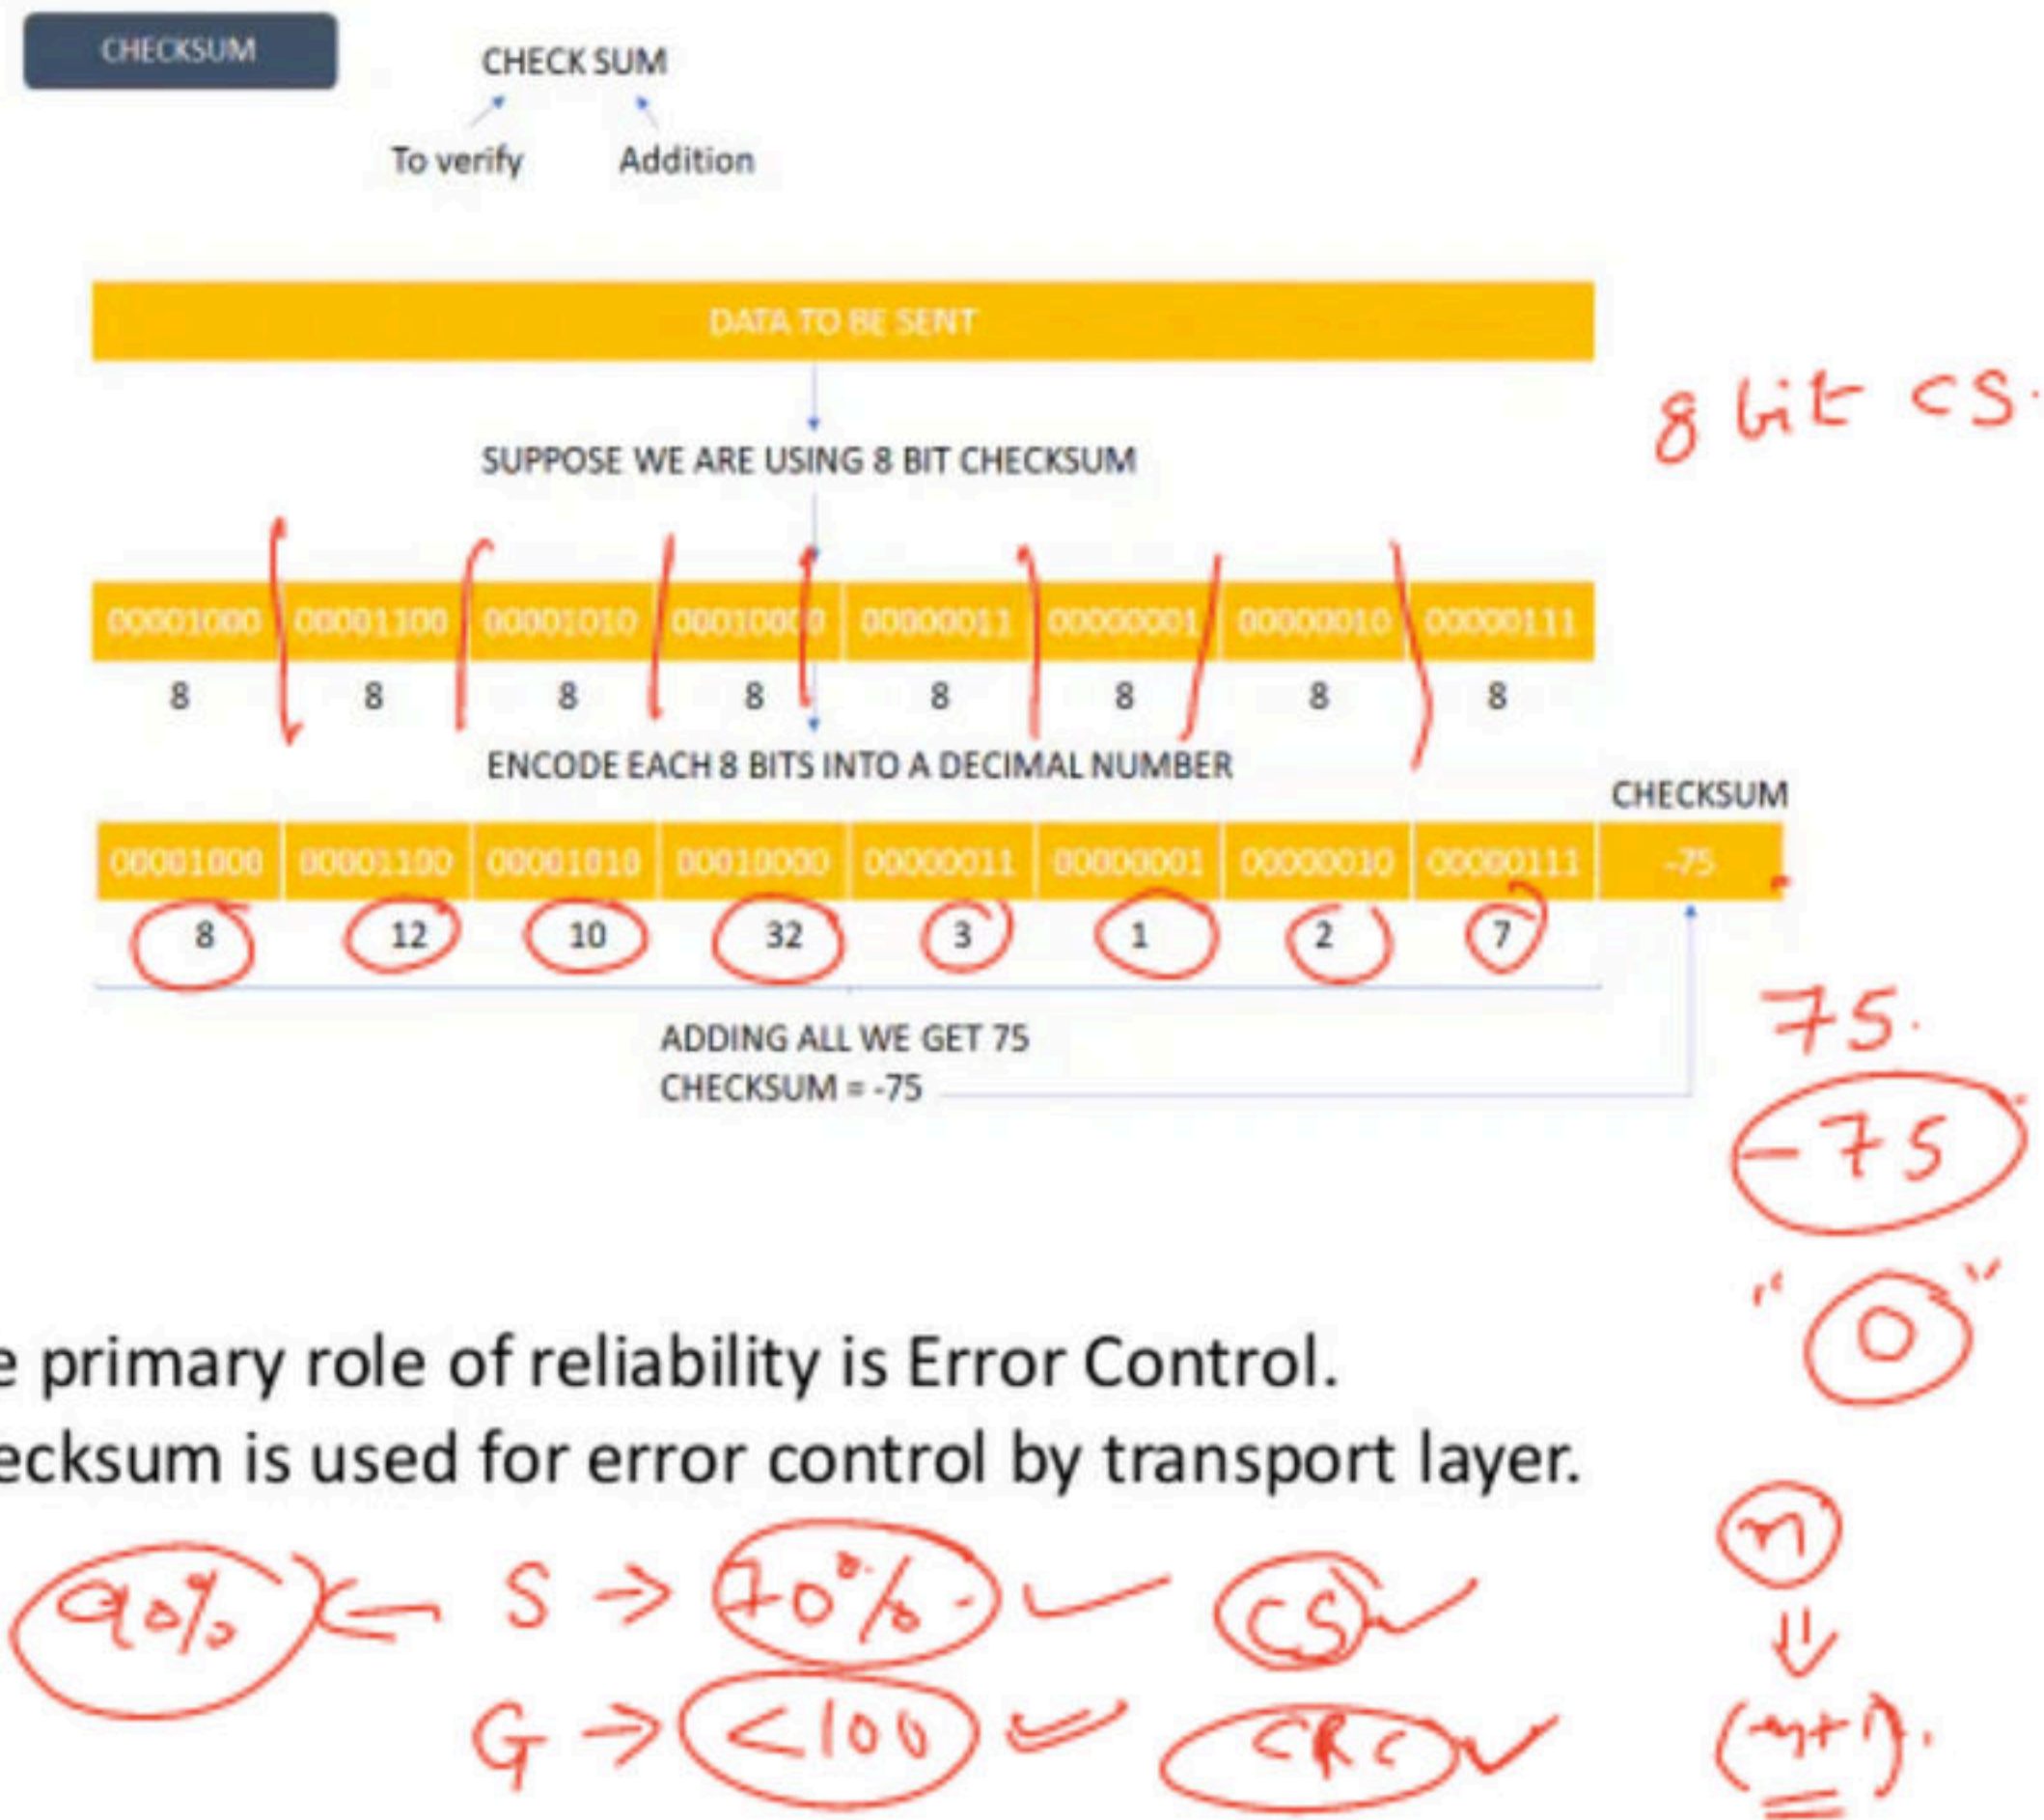 CHECKSUM
CHECK SUM
To verify Addition
DATA TO BE SENT
8 bit CS.
SUPPOSE WE ARE USING 8 BIT CHECKSUM
00001000 00001100 00001010 00010000 00000011 00000001 00000010 00000111
8 8 8 8 8 8 8 8
ENCODE EACH 8 BITS INTO A DECIMAL NUMBER
CHECKSUM
00001000 00001100 00001010 00010000 00000011 00000001 00000010 00000111 -75
8 12 10 32 3 1 2 7
75.
ADDING ALL WE GET 75
CHECKSUM = -75
-75
"0"
e primary role of reliability is Error Control.
ecksum is used for error control by transport layer.
n
90% ← S → 70% CS
⇓
G → <100 CRC
(n+1).